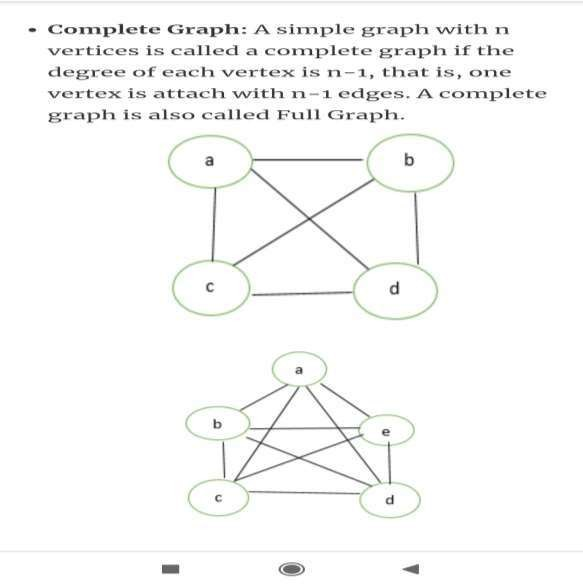 • Complete Graph: A simple graph with n
vertices is called a complete graph if the
degree of each vertex is n-1, that is, one
vertex is attach with n-1 edges. A complete
graph is also called Full Graph.
a b
c d
a
b e
c d